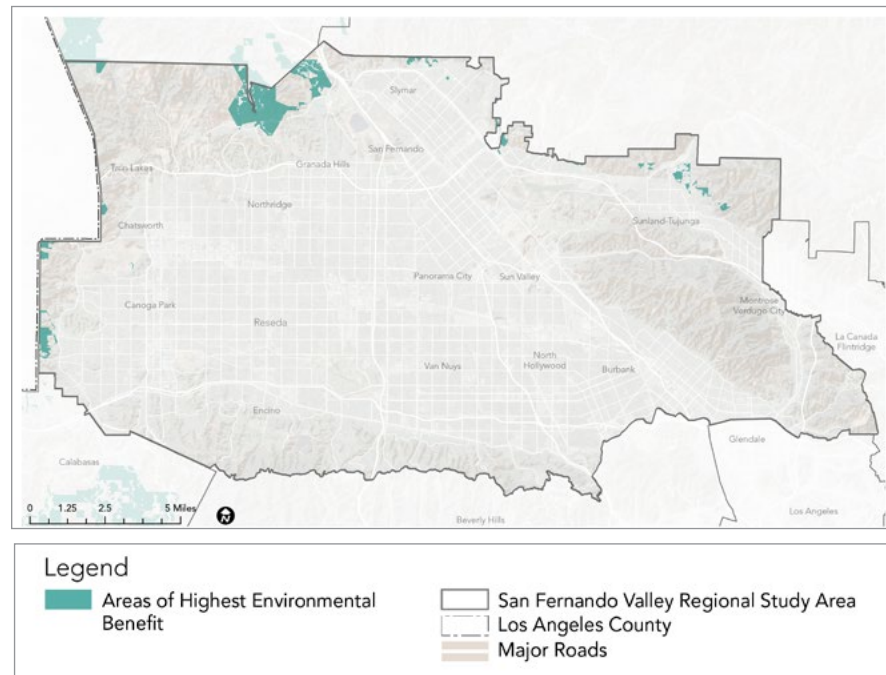 Slymar
San Fernando
Granada Hills
Twin Lakes
Northridge
Sunland-Tujunga
Chatsworth
Panorama City
Sun Valley
Canoga Park
Montrose
Verdugo City
Reseda
La Canada
Flintridge
Van Nuys
North
Hollywood
Burbank
Encino
Glendale
Calabasas
0 1.25 2.5 5 Miles
N
Los Angeles
Beverly Hills
Legend
Areas of Highest Environmental
Benefit
San Fernando Valley Regional Study Area
Los Angeles County
Major Roads